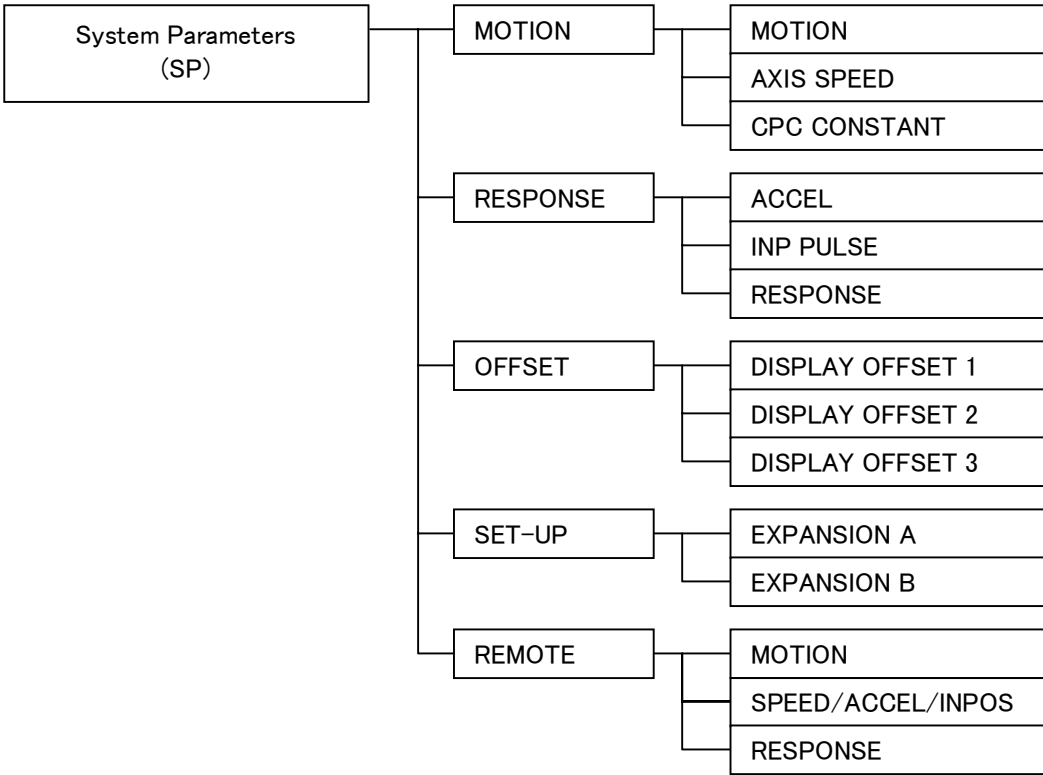 System Parameters
(SP)
MOTION
MOTION
AXIS SPEED
CPC CONSTANT
RESPONSE
ACCEL
INP PULSE
RESPONSE
OFFSET
DISPLAY OFFSET 1
DISPLAY OFFSET 2
DISPLAY OFFSET 3
SET-UP
EXPANSION A
EXPANSION B
REMOTE
MOTION
SPEED/ACCEL/INPOS
RESPONSE